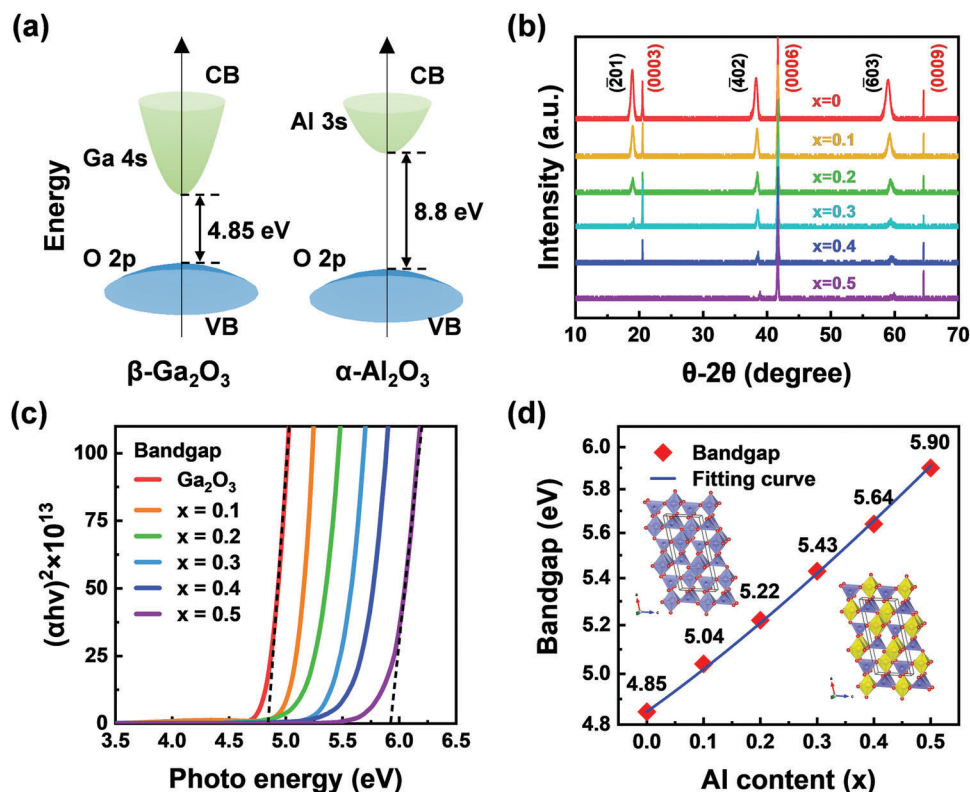 (a)
CB
CB
Al 3s
Ga 4s
Energy
4.85 eV
8.8 eV
O 2p
O 2p
VB
VB
β-Ga₂O₃
α-Al₂O₃
(b)
(2̄01)
(0003)
(4̄02)
(0006)
(6̄03)
(0009)
x=0
x=0.1
x=0.2
x=0.3
x=0.4
x=0.5
Intensity (a.u.)
10 20 30 40 50 60 70
θ-2θ (degree)
(c)
Bandgap
Ga₂O₃
x = 0.1
x = 0.2
x = 0.3
x = 0.4
x = 0.5
(αhv)²×10¹³
100
75
50
25
0
3.5 4.0 4.5 5.0 5.5 6.0 6.5
Photo energy (eV)
(d)
Bandgap
Fitting curve
5.90
5.64
5.43
5.22
5.04
4.85
Bandgap (eV)
6.0
5.8
5.6
5.4
5.2
5.0
4.8
0.0 0.1 0.2 0.3 0.4 0.5
Al content (x)